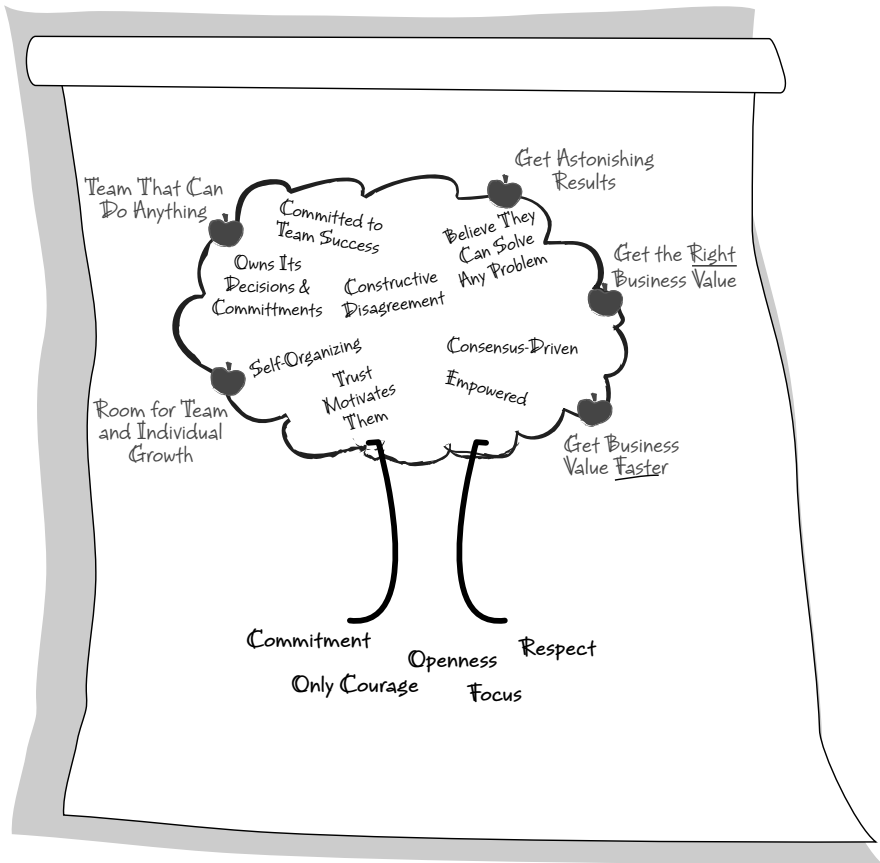 Get Astonishing
Results
Team That Can
Do Anything
Committed to
Team Success
Believe They
Can Solve
Any Problem
Get the Right
Business Value
Owns Its
Decisions &
Committments
Constructive
Disagreement
Self-Organizing
Consensus-Driven
Trust
Motivates
Them
Empowered
Room for Team
and Individual
Growth
Get Business
Value Faster
Commitment
Openness
Respect
Only Courage
Focus